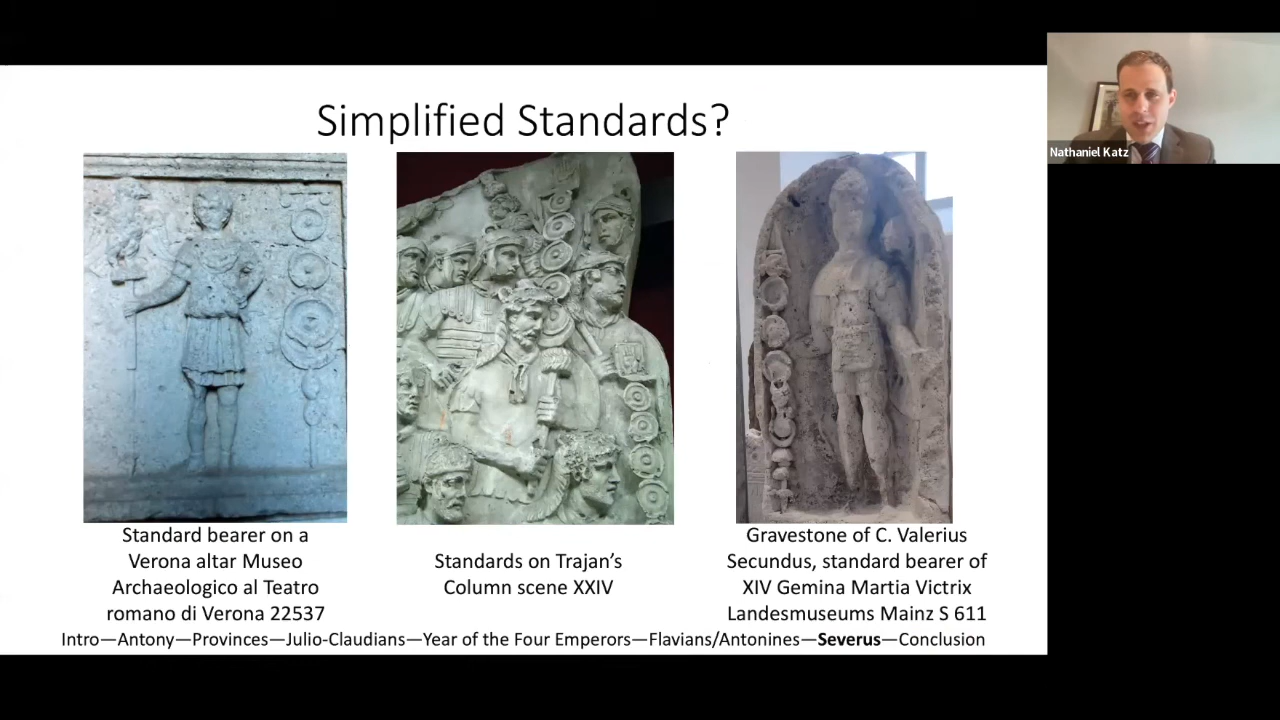 Simplified Standards?
Nathaniel Katz
Standard bearer on a
Verona altar Museo
Archaeologico al Teatro
romano di Verona 22537
Standards on Trajan's
Column scene XXIV
Gravestone of C. Valerius
Secundus, standard bearer of
XIV Gemina Martia Victrix
Landesmuseums Mainz S 611
Intro—Antony—Provinces—Julio-Claudians—Year of the Four Emperors—Flavians/Antonines—Severus—Conclusion